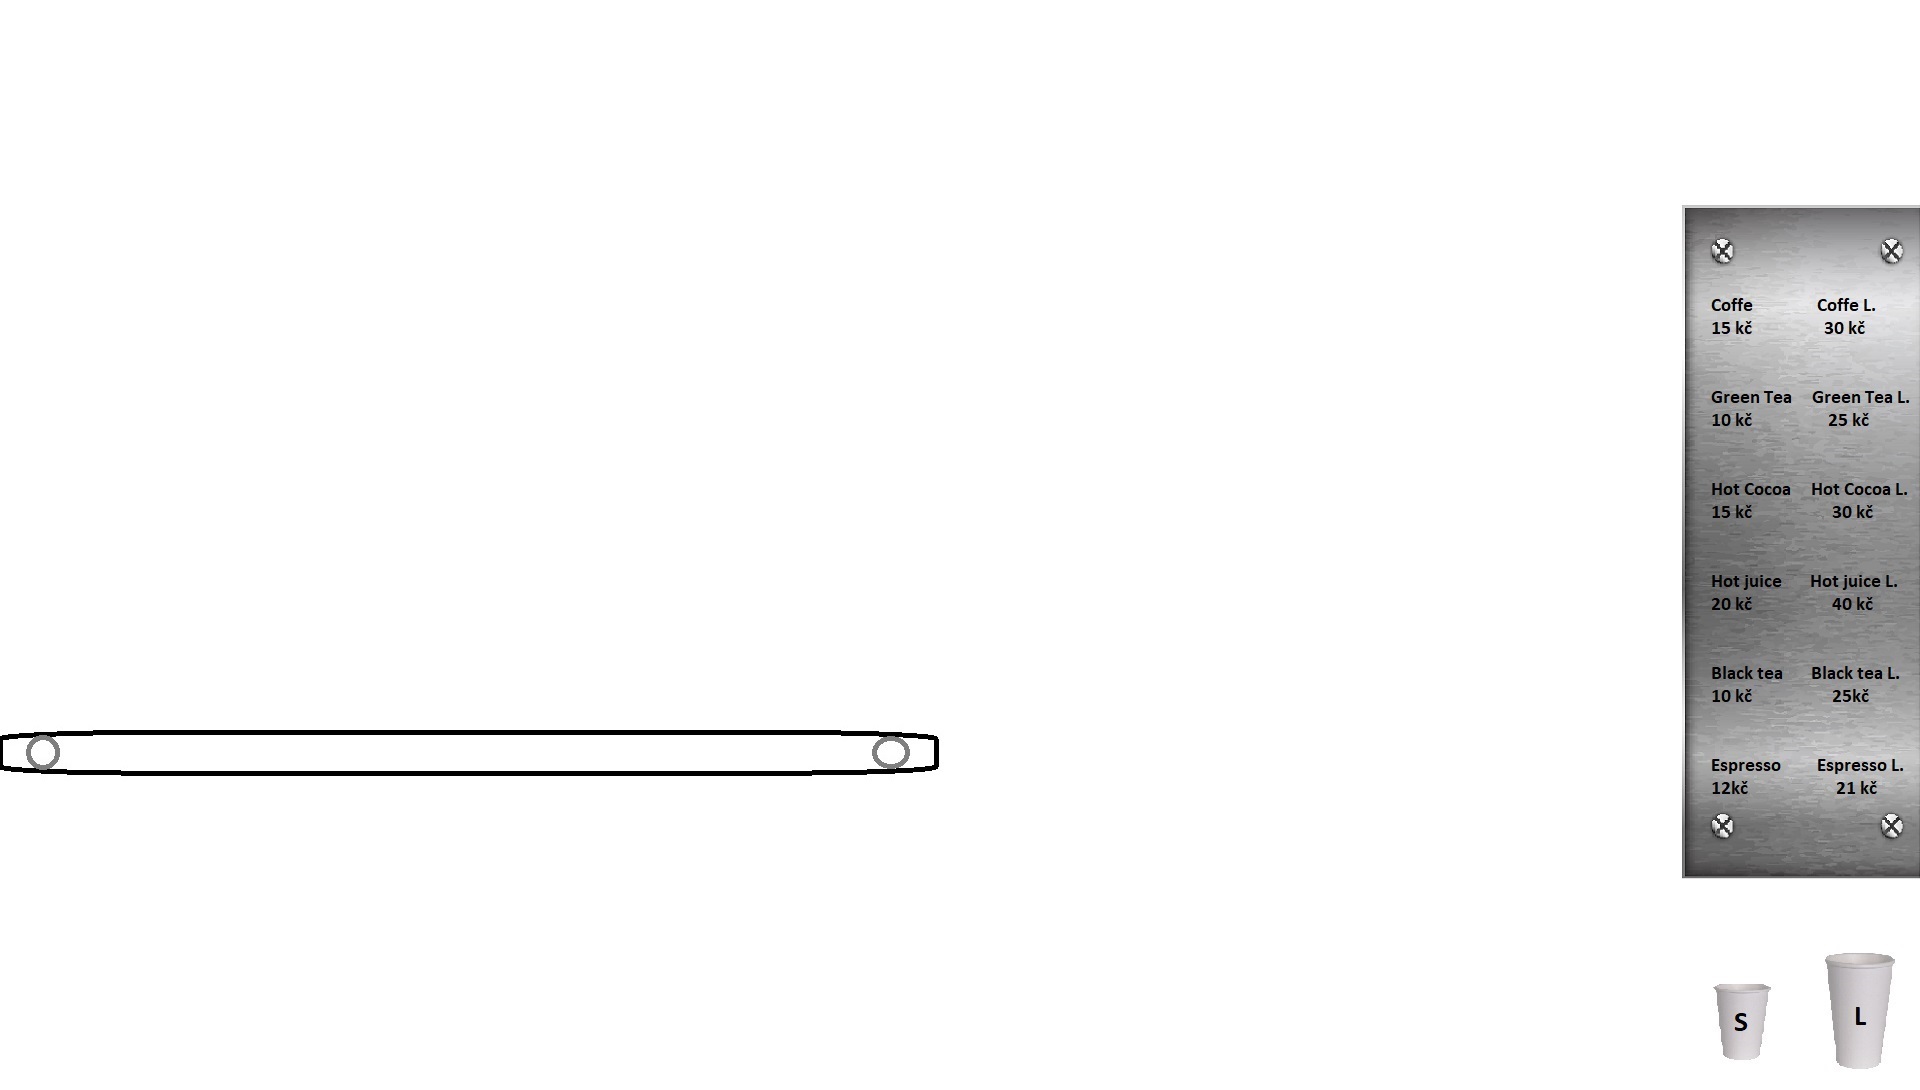 Coffe Coffe L.
15 kč 30 kč
Green Tea Green Tea L.
10 kč 25 kč
Hot Cocoa Hot Cocoa L.
15 kč 30 kč
Hot juice Hot juice L.
20 kč 40 kč
Black tea Black tea L.
10 kč 25kč
Espresso Espresso L.
12kč 21 kč
S L